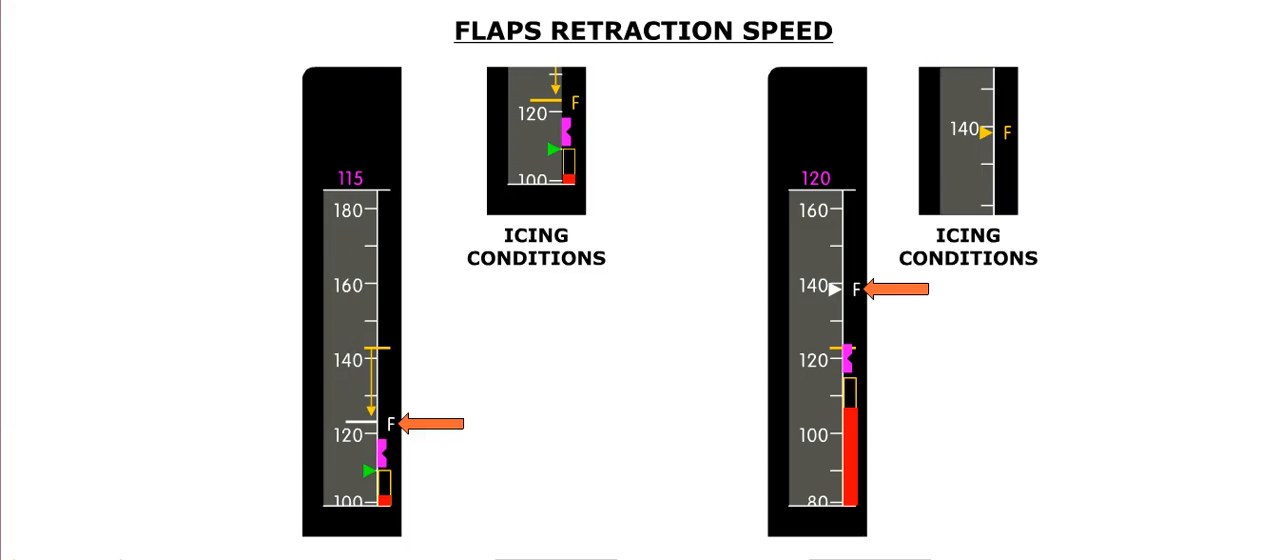 FLAPS RETRACTION SPEED
115
180
160
140
F
120
100
F
120
100
ICING
CONDITIONS
120
160
140
F
120
100
80
140
F
ICING
CONDITIONS